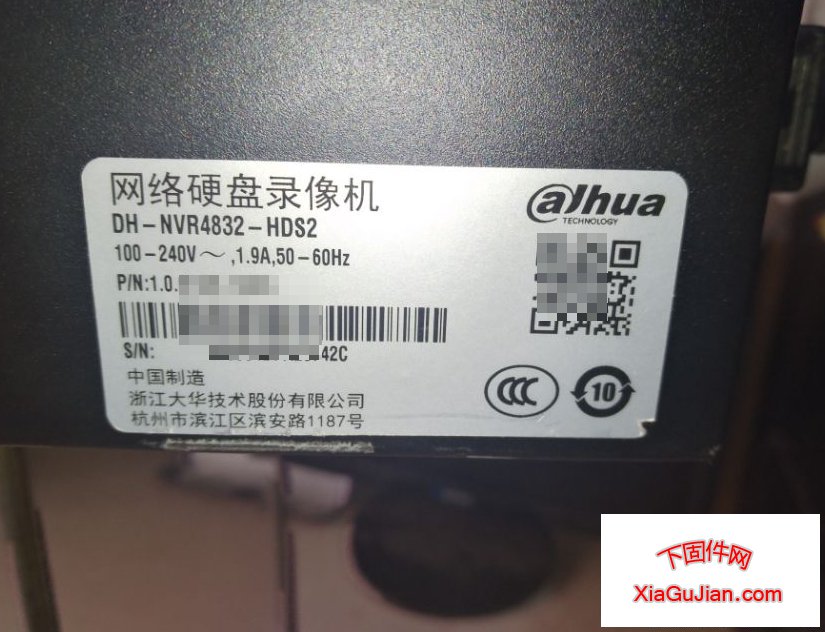 网络硬盘录像机
DH-NVR4832-HDS2
100-240V～,1.9A,50-60Hz
P/N:1.0.
S/N:
42C
中国制造
浙江大华技术股份有限公司
杭州市滨江区滨安路1187号
alhua
TECHNOLOGY
CCC
10
下固件网
XiaGuJian.com